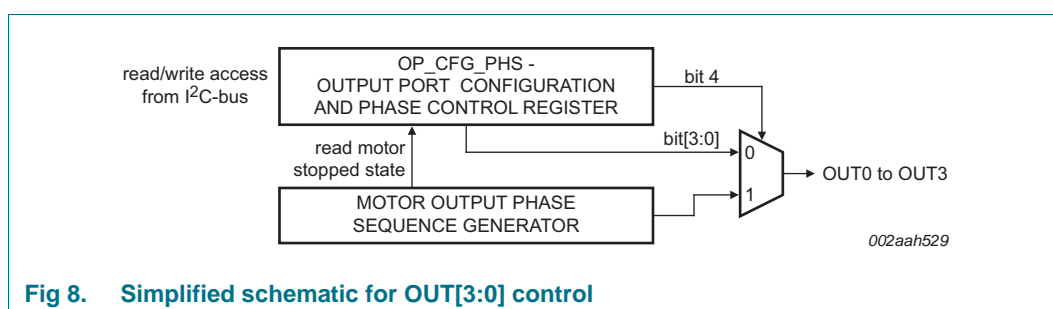 OP_CFG_PHS -
OUTPUT PORT CONFIGURATION
AND PHASE CONTROL REGISTER
read/write access
from I²C-bus
bit 4
bit[3:0]
read motor
stopped state
0
1
OUT0 to OUT3
MOTOR OUTPUT PHASE
SEQUENCE GENERATOR
002aah529
Fig 8. Simplified schematic for OUT[3:0] control